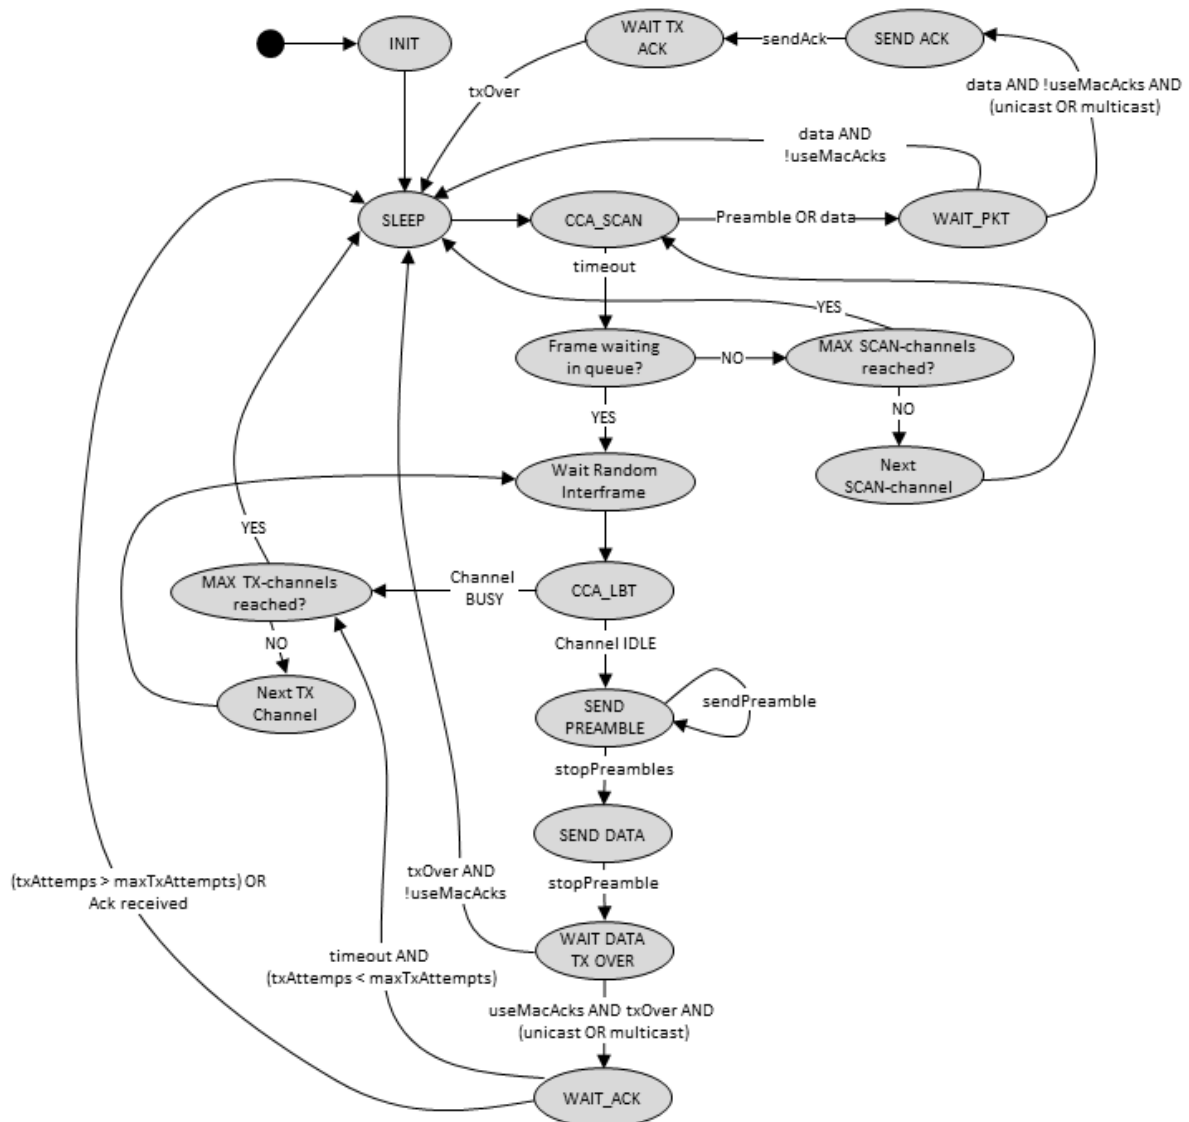 INIT
WAIT TX
ACK
sendAck
SEND ACK
txOver
data AND !useMacAcks AND
(unicast OR multicast)
data AND
!useMacAcks
SLEEP
CCA_SCAN
Preamble OR data
WAIT_PKT
timeout
YES
Frame waiting
in queue?
NO
MAX SCAN-channels
reached?
NO
YES
Next
SCAN-channel
Wait Random
Interframe
YES
MAX TX-channels
reached?
Channel
BUSY
CCA_LBT
NO
Channel IDLE
Next TX
Channel
SEND
PREAMBLE
sendPreamble
stopPreambles
SEND DATA
(txAttemps > maxTxAttempts) OR
Ack received
txOver AND
!useMacAcks
stopPreamble
WAIT DATA
TX OVER
timeout AND
(txAttemps < maxTxAttempts)
useMacAcks AND txOver AND
(unicast OR multicast)
WAIT_ACK